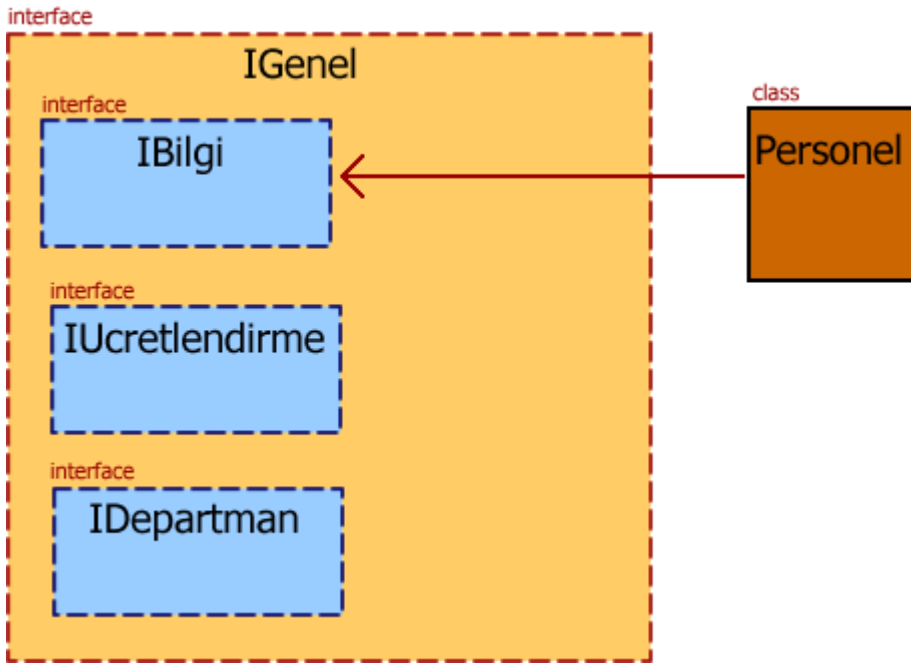 interface
IGenel
interface
IBilgi
class
Personel
interface
IUcretlendirme
interface
IDepartman